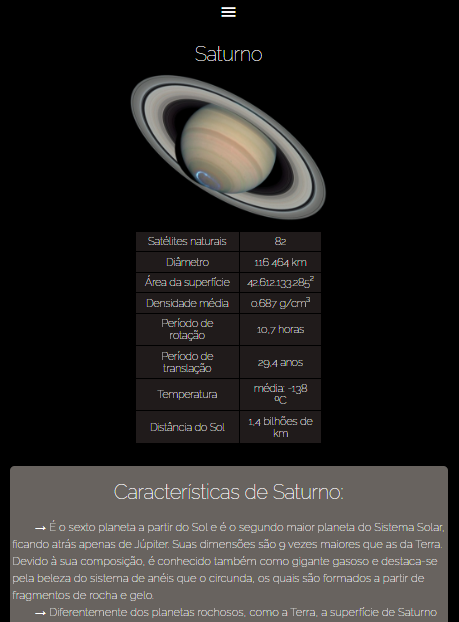 Saturno
Satélites naturais 82
Diâmetro 116 464 km
Área da superfície 42.612.133.285²
Densidade média 0.687 g/cm³
Período de
rotação 10,7 horas
Período de
translação 29,4 anos
Temperatura média: -138
ºC
Distância do Sol 1,4 bilhões de
km
Características de Saturno:
→ É o sexto planeta a partir do Sol e é o segundo maior planeta do Sistema Solar,
ficando atrás apenas de Júpiter. Suas dimensões são 9 vezes maiores que as da Terra.
Devido à sua composição, é conhecido também como gigante gasoso e destaca-se
pela beleza do sistema de anéis que o circunda, os quais são formados a partir de
fragmentos de rocha e gelo.
→ Diferentemente dos planetas rochosos, como a Terra, a superfície de Saturno